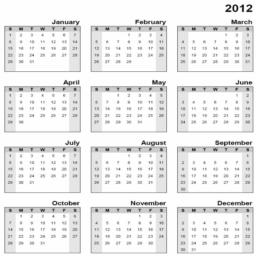 2012
January
S M T W T F S
1 2 3 4 5 6 7
8 9 10 11 12 13 14
15 16 17 18 19 20 21
22 23 24 25 26 27 28
29 30 31
February
S M T W T F S
1 2 3 4
5 6 7 8 9 10 11
12 13 14 15 16 17 18
19 20 21 22 23 24 25
26 27 28 29
March
S M T W T F S
1 2 3
4 5 6 7 8 9 10
11 12 13 14 15 16 17
18 19 20 21 22 23 24
25 26 27 28 29 30 31
April
S M T W T F S
1 2 3 4 5 6 7
8 9 10 11 12 13 14
15 16 17 18 19 20 21
22 23 24 25 26 27 28
29 30
May
S M T W T F S
1 2 3 4 5
6 7 8 9 10 11 12
13 14 15 16 17 18 19
20 21 22 23 24 25 26
27 28 29 30 31
June
S M T W T F S
1 2
3 4 5 6 7 8 9
10 11 12 13 14 15 16
17 18 19 20 21 22 23
24 25 26 27 28 29 30
July
S M T W T F S
1 2 3 4 5 6 7
8 9 10 11 12 13 14
15 16 17 18 19 20 21
22 23 24 25 26 27 28
29 30 31
August
S M T W T F S
1 2 3 4
5 6 7 8 9 10 11
12 13 14 15 16 17 18
19 20 21 22 23 24 25
26 27 28 29 30 31
September
S M T W T F S
1
2 3 4 5 6 7 8
9 10 11 12 13 14 15
16 17 18 19 20 21 22
23 24 25 26 27 28 29
30
October
S M T W T F S
1 2 3 4 5 6
7 8 9 10 11 12 13
14 15 16 17 18 19 20
21 22 23 24 25 26 27
28 29 30 31
November
S M T W T F S
1 2 3
4 5 6 7 8 9 10
11 12 13 14 15 16 17
18 19 20 21 22 23 24
25 26 27 28 29 30
December
S M T W T F S
1
2 3 4 5 6 7 8
9 10 11 12 13 14 15
16 17 18 19 20 21 22
23 24 25 26 27 28 29
30 31